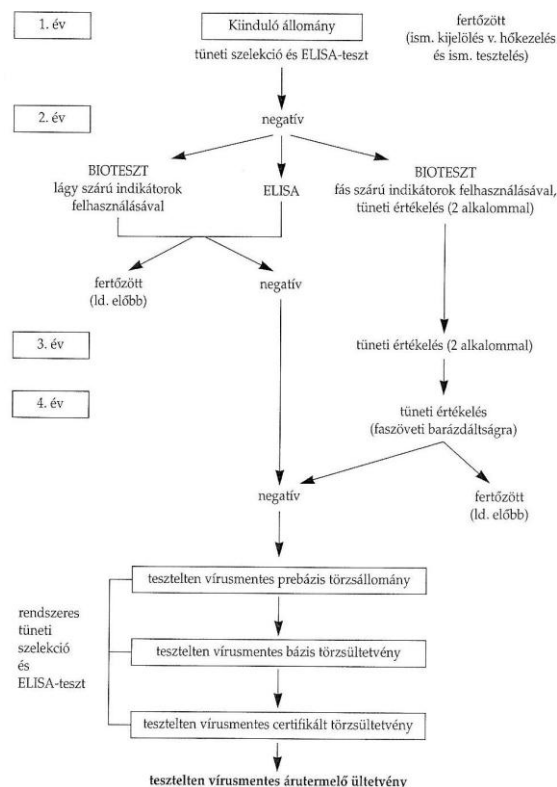 1. év
Kiinduló állomány
fertőzött
(ism. kijelölés v. hőkezelés
és ism. tesztelés)
tüneti szelekció és ELISA-teszt
2. év
negatív
BIOTESZT
lágy szárú indikátorok
felhasználásával
ELISA
BIOTESZT
fás szárú indikátorok felhasználásával,
tüneti értékelés (2 alkalommal)
fertőzött
(ld. előbb)
negatív
3. év
tüneti értékelés (2 alkalommal)
4. év
tüneti értékelés
(faszöveti barázdáltságra)
negatív
fertőzött
(ld. előbb)
tesztelten vírusmentes prebázis törzsállomány
rendszeres
tüneti
szelekció
és
ELISA-teszt
tesztelten vírusmentes bázis törzsültetvény
tesztelten vírusmentes certifikált törzsültetvény
tesztelten vírusmentes árutermelő ültetvény